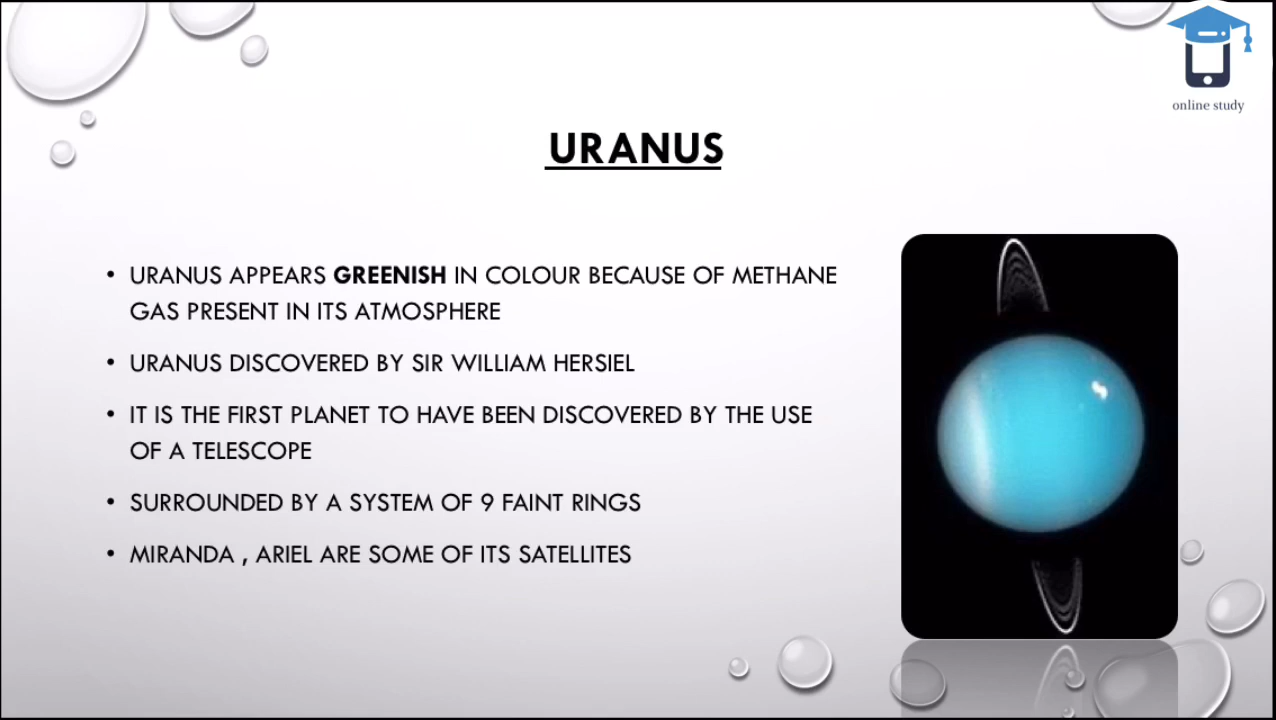 online study
URANUS
• URANUS APPEARS GREENISH IN COLOUR BECAUSE OF METHANE
GAS PRESENT IN ITS ATMOSPHERE
• URANUS DISCOVERED BY SIR WILLIAM HERSIEL
• IT IS THE FIRST PLANET TO HAVE BEEN DISCOVERED BY THE USE
OF A TELESCOPE
• SURROUNDED BY A SYSTEM OF 9 FAINT RINGS
• MIRANDA , ARIEL ARE SOME OF ITS SATELLITES